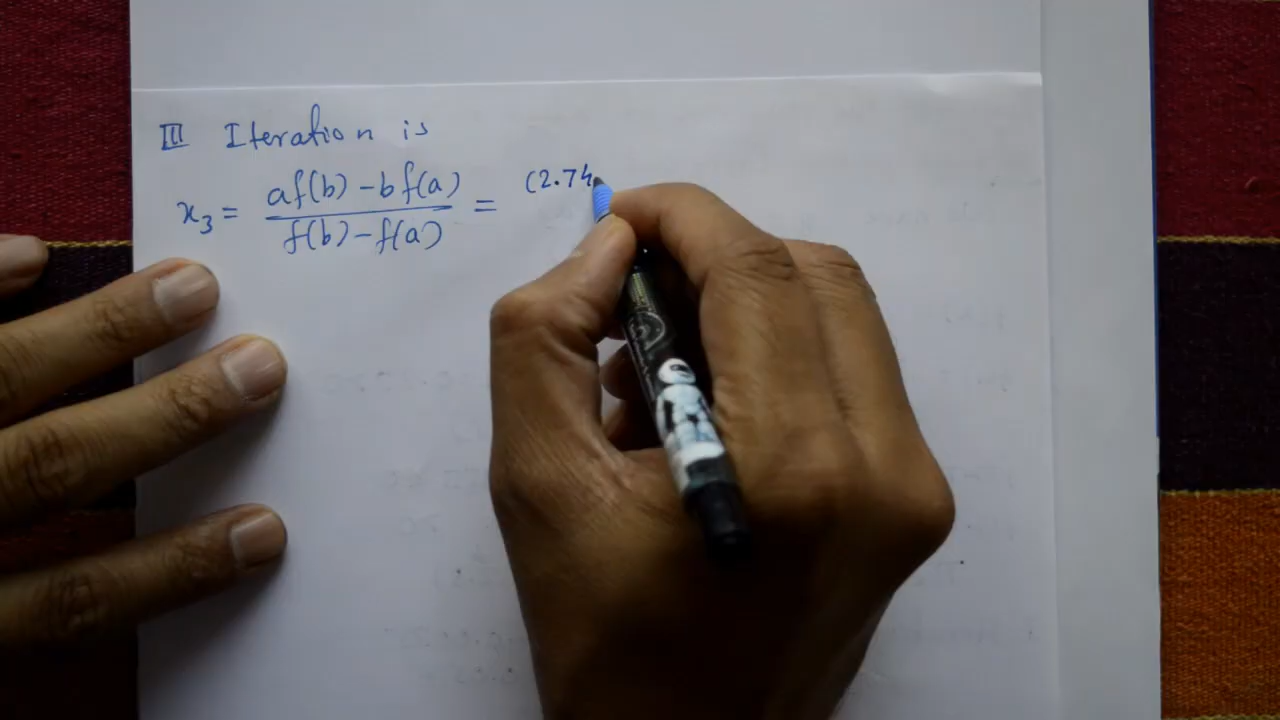 III Iteration is
x₃ = af(b) - bf(a) / f(b) - f(a) = (2.74